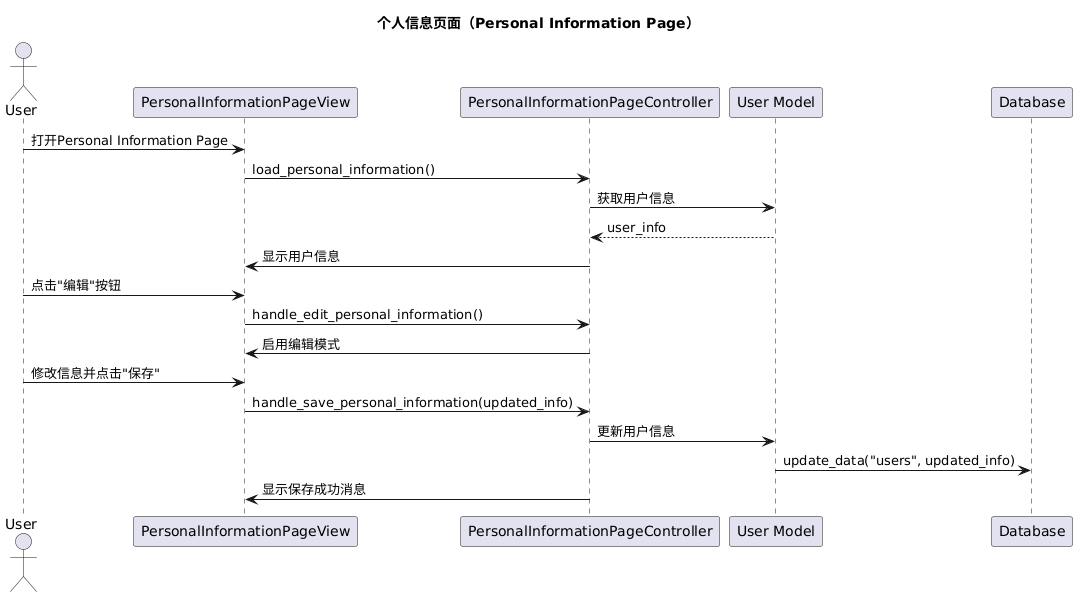 个人信息页面（Personal Information Page）
User
PersonalInformationPageView
PersonalInformationPageController
User Model
Database
打开Personal Information Page
load_personal_information()
获取用户信息
user_info
显示用户信息
点击"编辑"按钮
handle_edit_personal_information()
启用编辑模式
修改信息并点击"保存"
handle_save_personal_information(updated_info)
更新用户信息
update_data("users", updated_info)
显示保存成功消息
User
PersonalInformationPageView
PersonalInformationPageController
User Model
Database